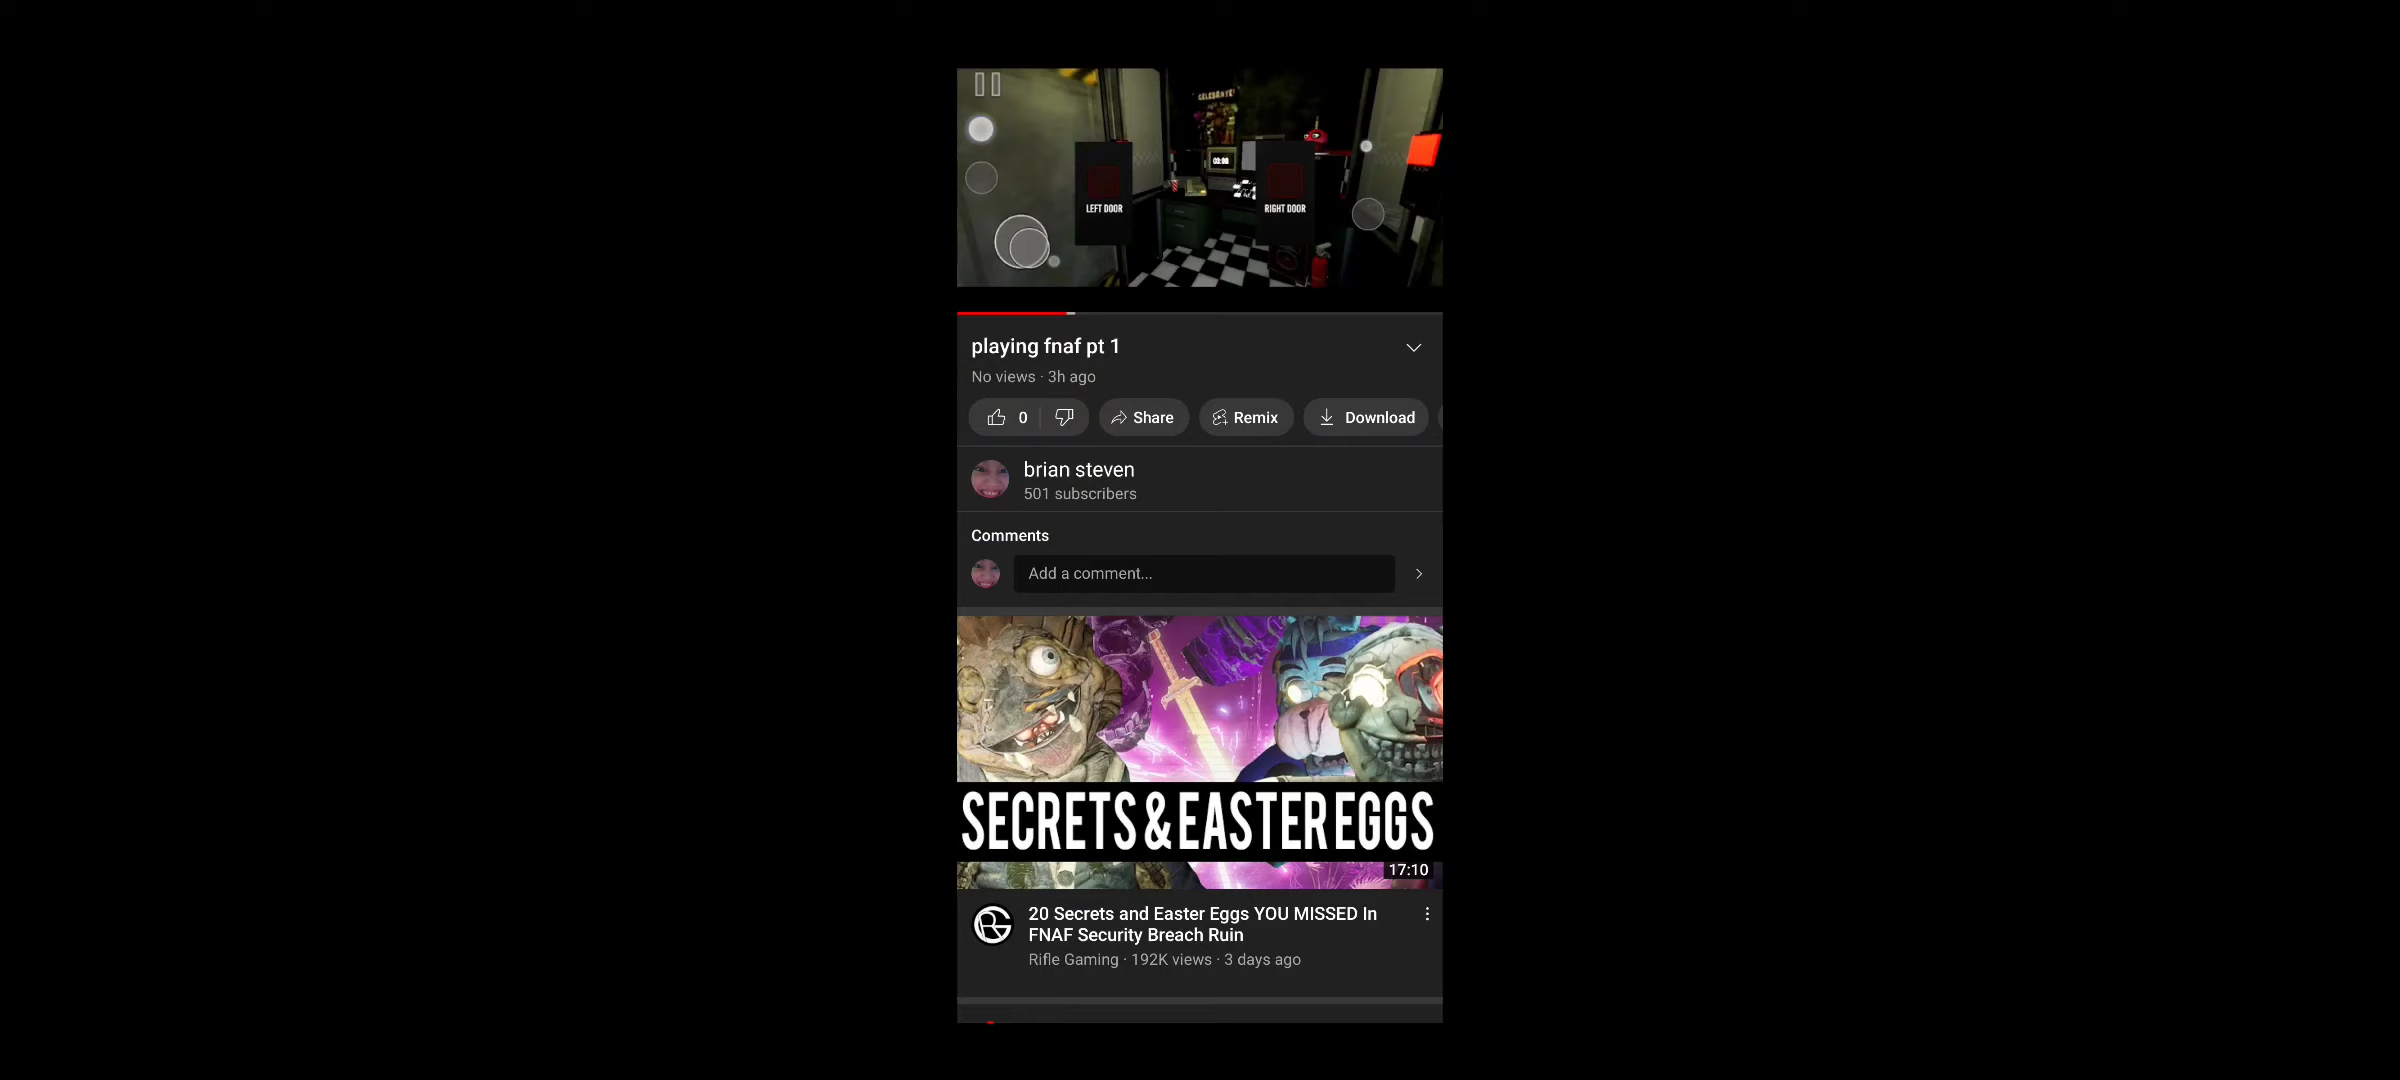 CELEBRATE!
LEFT DOOR
RIGHT DOOR
playing fnaf pt 1
No views · 3h ago
0
Share
Remix
Download
brian steven
501 subscribers
Comments
Add a comment...
SECRETS & EASTER EGGS
17:10
20 Secrets and Easter Eggs YOU MISSED In
FNAF Security Breach Ruin
Rifle Gaming · 192K views · 3 days ago